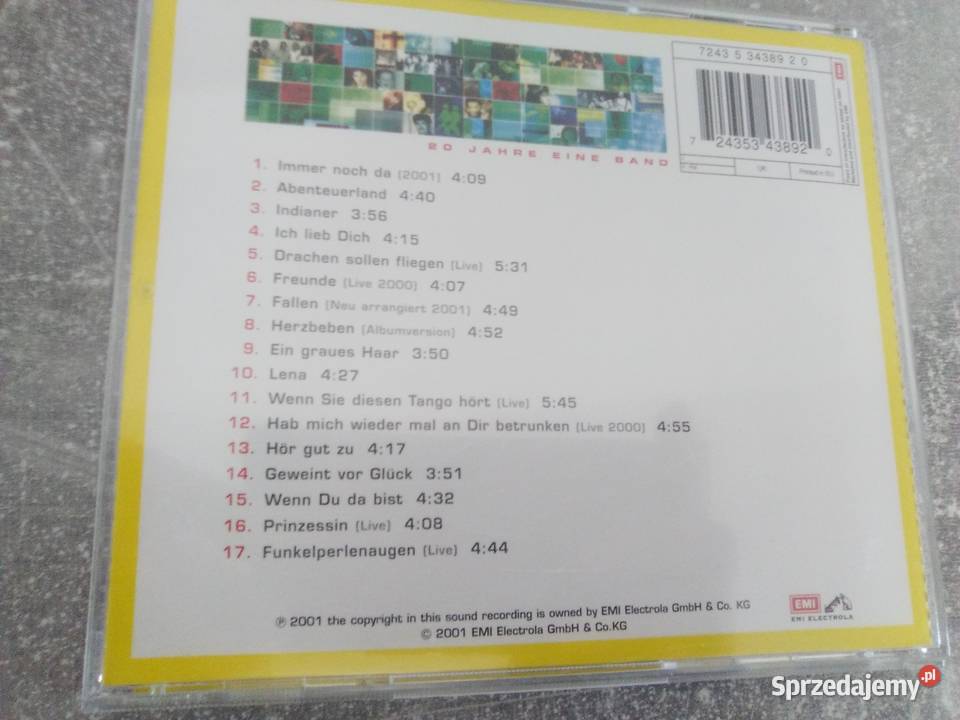 7243 5 34389 2 0
EMI
7 24353 43892 0
UK
Printed in EU
20 JAHRE EINE BAND
1. Immer noch da (2001) 4:09
2. Abenteuerland 4:40
3. Indianer 3:56
4. Ich lieb Dich 4:15
5. Drachen sollen fliegen (Live) 5:31
6. Freunde (Live 2000) 4:07
7. Fallen (Neu arrangiert 2001) 4:49
8. Herzbeben (Albumversion) 4:52
9. Ein graues Haar 3:50
10. Lena 4:27
11. Wenn Sie diesen Tango hört (Live) 5:45
12. Hab mich wieder mal an Dir betrunken (Live 2000) 4:55
13. Hör gut zu 4:17
14. Geweint vor Glück 3:51
15. Wenn Du da bist 4:32
16. Prinzessin (Live) 4:08
17. Funkelperlenaugen (Live) 4:44
℗ 2001 the copyright in this sound recording is owned by EMI Electrola GmbH & Co. KG
© 2001 EMI Electrola GmbH & Co.KG
EMI
EMI ELECTROLA
Sprzedajemy.pl